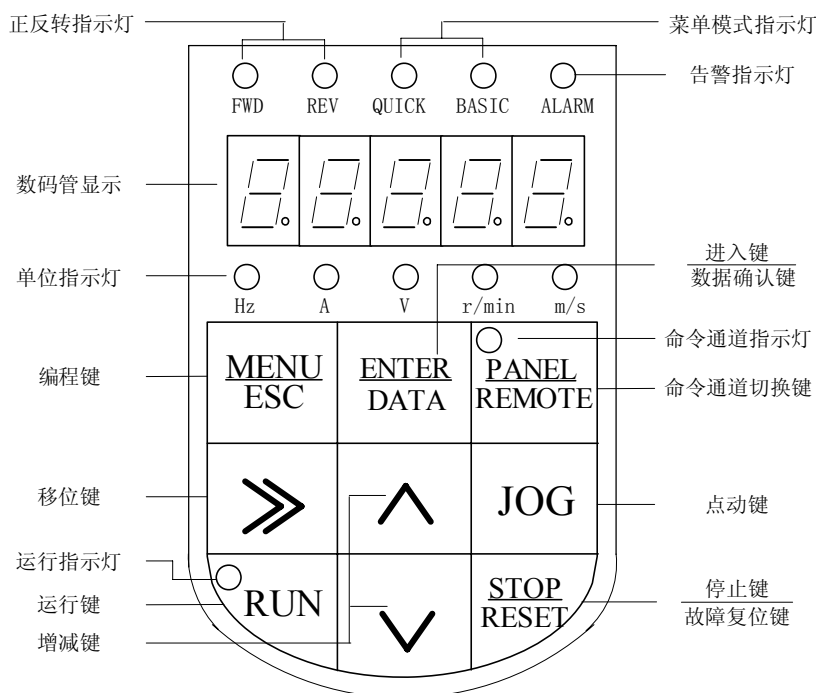 正反转指示灯
菜单模式指示灯
告警指示灯
FWD REV QUICK BASIC ALARM
数码管显示
8.8.8.8.8.
单位指示灯
进入键
数据确认键
Hz A V r/min m/s
命令通道指示灯
MENU
ESC
ENTER
DATA
PANEL
REMOTE
编程键
命令通道切换键
移位键
JOG
点动键
运行指示灯
RUN
STOP
RESET
停止键
故障复位键
运行键
增减键